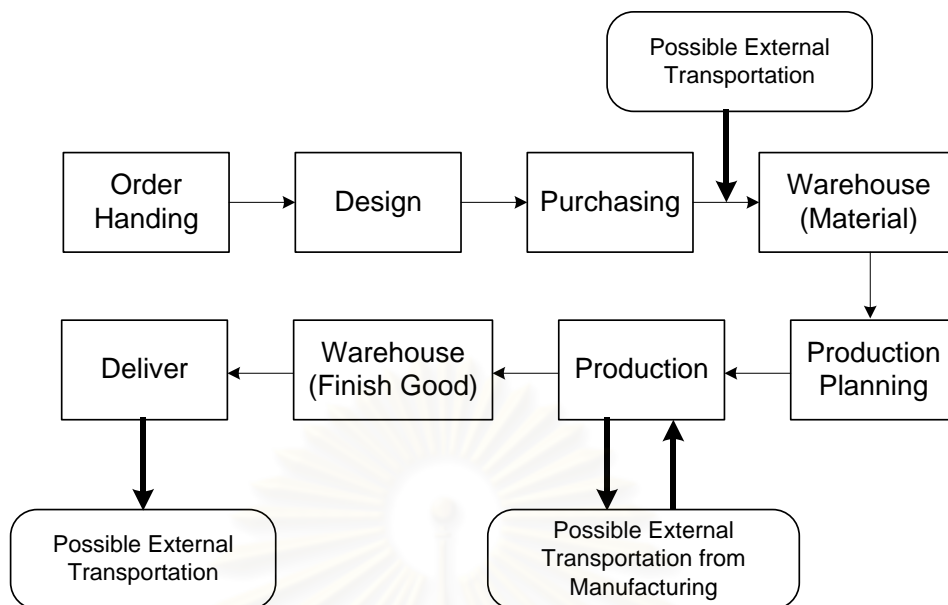 Possible External
Transportation
Order
Handing
Design
Purchasing
Warehouse
(Material)
Deliver
Warehouse
(Finish Good)
Production
Production
Planning
Possible External
Transportation
Possible External
Transportation from
Manufacturing